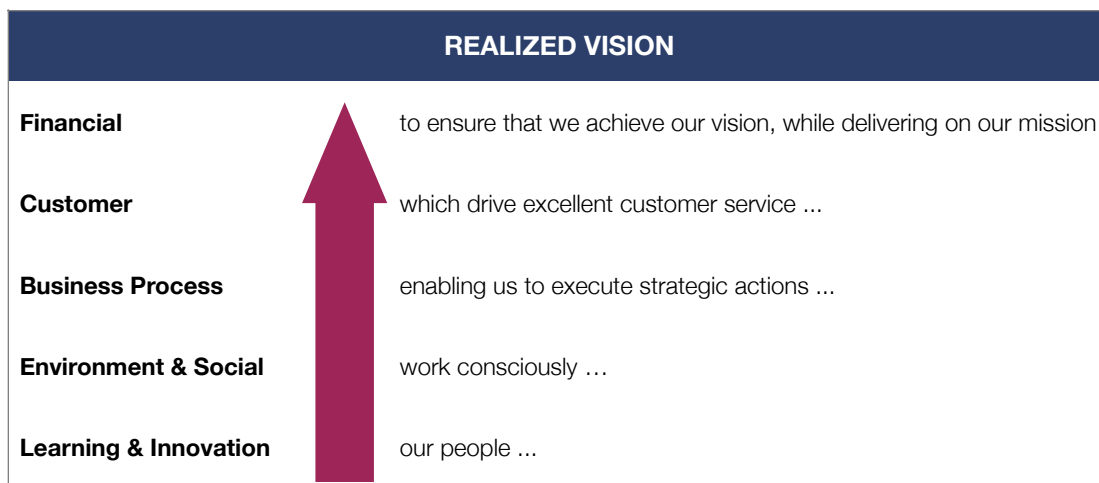 REALIZED VISION
Financial to ensure that we achieve our vision, while delivering on our mission
Customer which drive excellent customer service ...
Business Process enabling us to execute strategic actions ...
Environment & Social work consciously …
Learning & Innovation our people ...